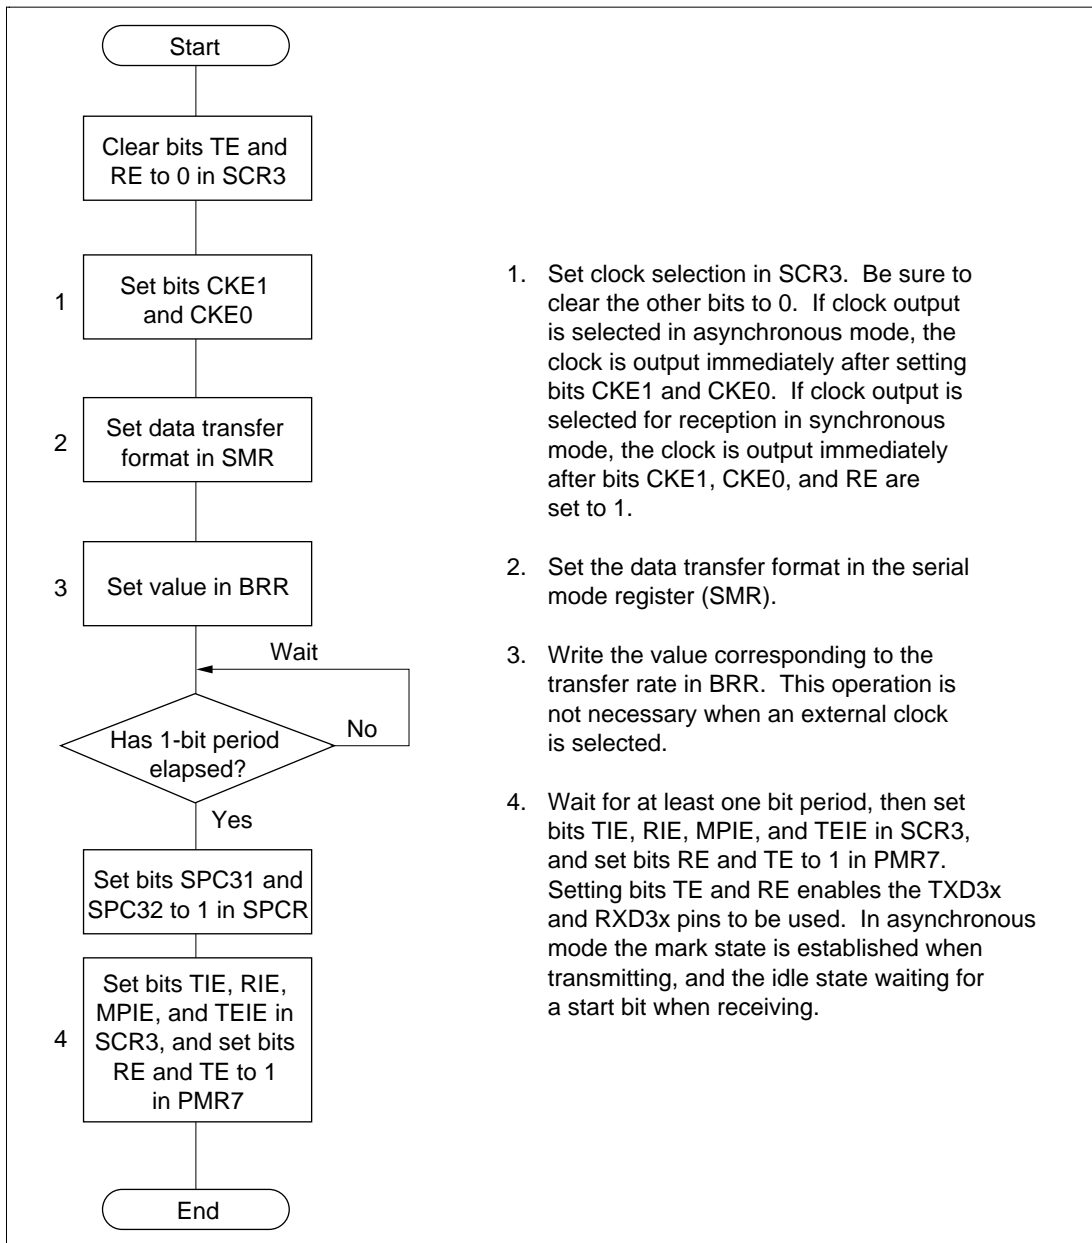 Start
Clear bits TE and
RE to 0 in SCR3
1
Set bits CKE1
and CKE0
2
Set data transfer
format in SMR
3
Set value in BRR
Wait
Has 1-bit period
elapsed?
No
Yes
Set bits SPC31 and
SPC32 to 1 in SPCR
4
Set bits TIE, RIE,
MPIE, and TEIE in
SCR3, and set bits
RE and TE to 1
in PMR7
End
1. Set clock selection in SCR3. Be sure to
clear the other bits to 0. If clock output
is selected in asynchronous mode, the
clock is output immediately after setting
bits CKE1 and CKE0. If clock output is
selected for reception in synchronous
mode, the clock is output immediately
after bits CKE1, CKE0, and RE are
set to 1.
2. Set the data transfer format in the serial
mode register (SMR).
3. Write the value corresponding to the
transfer rate in BRR. This operation is
not necessary when an external clock
is selected.
4. Wait for at least one bit period, then set
bits TIE, RIE, MPIE, and TEIE in SCR3,
and set bits RE and TE to 1 in PMR7.
Setting bits TE and RE enables the TXD3x
and RXD3x pins to be used. In asynchronous
mode the mark state is established when
transmitting, and the idle state waiting for
a start bit when receiving.